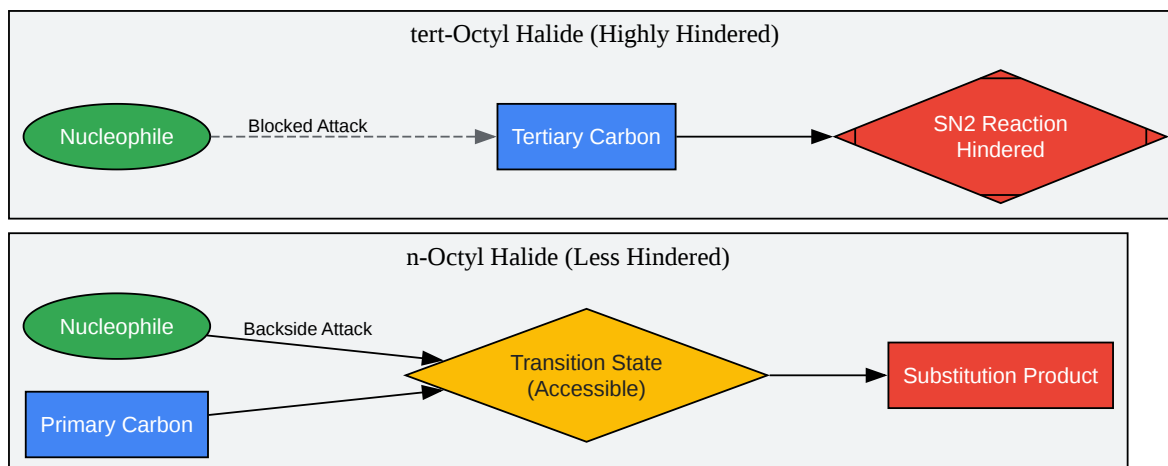 tert-Octyl Halide (Highly Hindered)
Nucleophile
Blocked Attack
Tertiary Carbon
SN2 Reaction
Hindered
n-Octyl Halide (Less Hindered)
Nucleophile
Backside Attack
Primary Carbon
Transition State
(Accessible)
Substitution Product